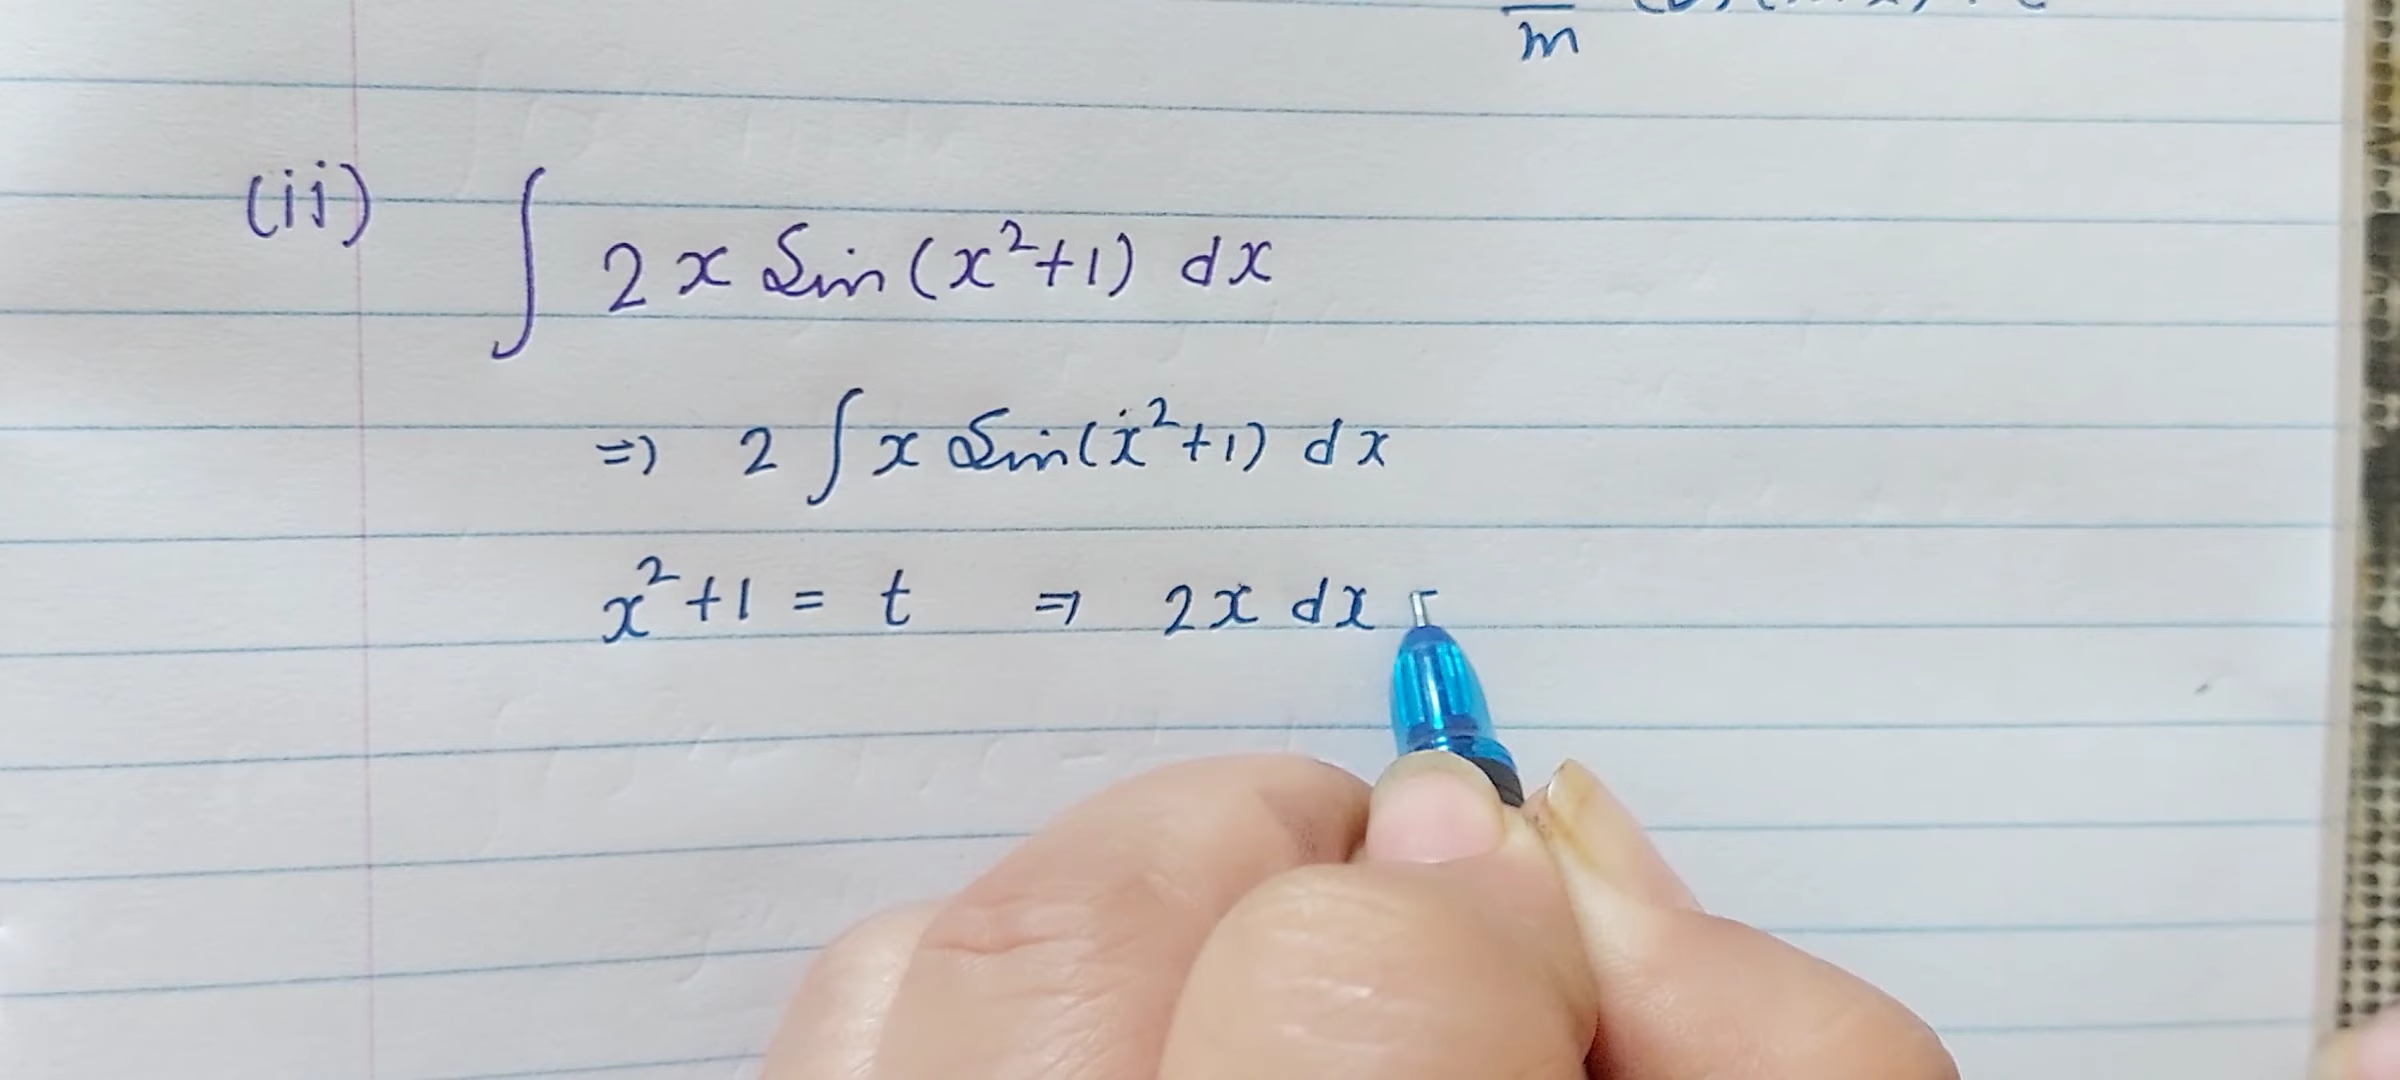 m
(ii) ∫ 2x Sin(x²+1) dx
⇒ 2 ∫ x Sin(x²+1) dx
x²+1 = t ⇒ 2x dx